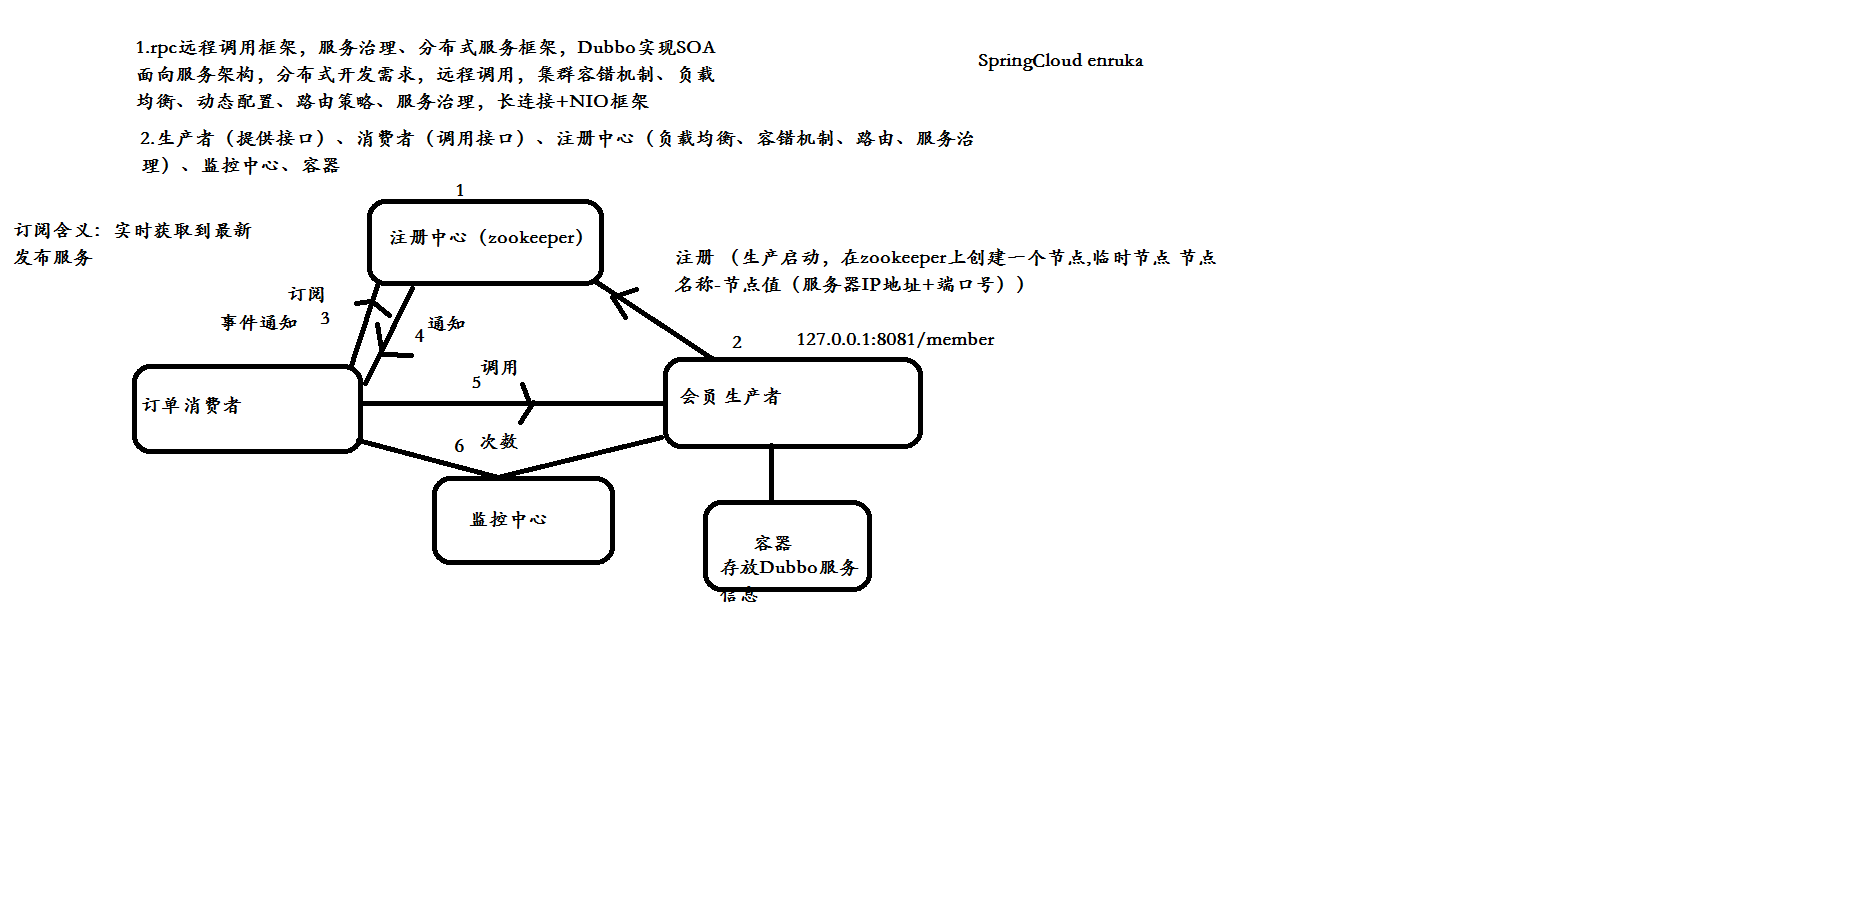 1.rpc远程调用框架，服务治理、分布式服务框架，Dubbo实现SOA
面向服务架构，分布式开发需求，远程调用，集群容错机制、负载
均衡、动态配置、路由策略、服务治理，长连接+NIO框架
SpringCloud enruka
2.生产者（提供接口）、消费者（调用接口）、注册中心（负载均衡、容错机制、路由、服务治
理）、监控中心、容器
1
注册中心（zookeeper）
订阅含义：实时获取到最新
发布服务
注册 （生产启动，在zookeeper上创建一个节点,临时节点 节点
名称-节点值（服务器IP地址+端口号））
订阅
事件通知 3
4 通知
2
127.0.0.1:8081/member
调用
5
订单消费者
会员 生产者
6 次数
监控中心
容器
存放Dubbo服务
信息